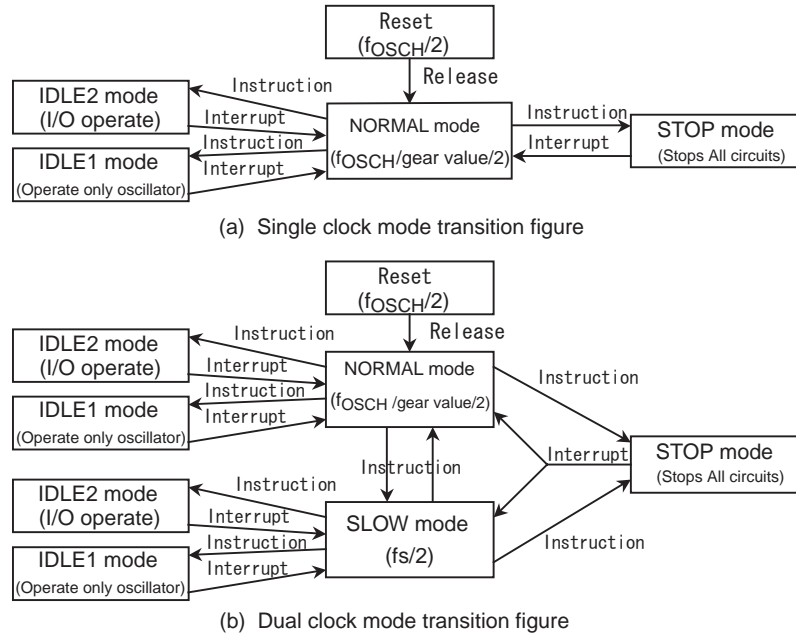 Reset
(fOSCH/2)
Release
Instruction
IDLE2 mode
(I/O operate)
Interrupt
Instruction
IDLE1 mode
(Operate only oscillator)
Interrupt
NORMAL mode
(fOSCH/gear value/2)
Instruction
Interrupt
STOP mode
(Stops All circuits)
(a) Single clock mode transition figure
Reset
(fOSCH/2)
Release
Instruction
IDLE2 mode
(I/O operate)
Interrupt
Instruction
IDLE1 mode
(Operate only oscillator)
Interrupt
NORMAL mode
(fOSCH /gear value/2)
Instruction
Instruction
Interrupt
STOP mode
(Stops All circuits)
IDLE2 mode
(I/O operate)
Instruction
Interrupt
Instruction
IDLE1 mode
(Operate only oscillator)
Interrupt
SLOW mode
(fs/2)
Instruction
(b) Dual clock mode transition figure